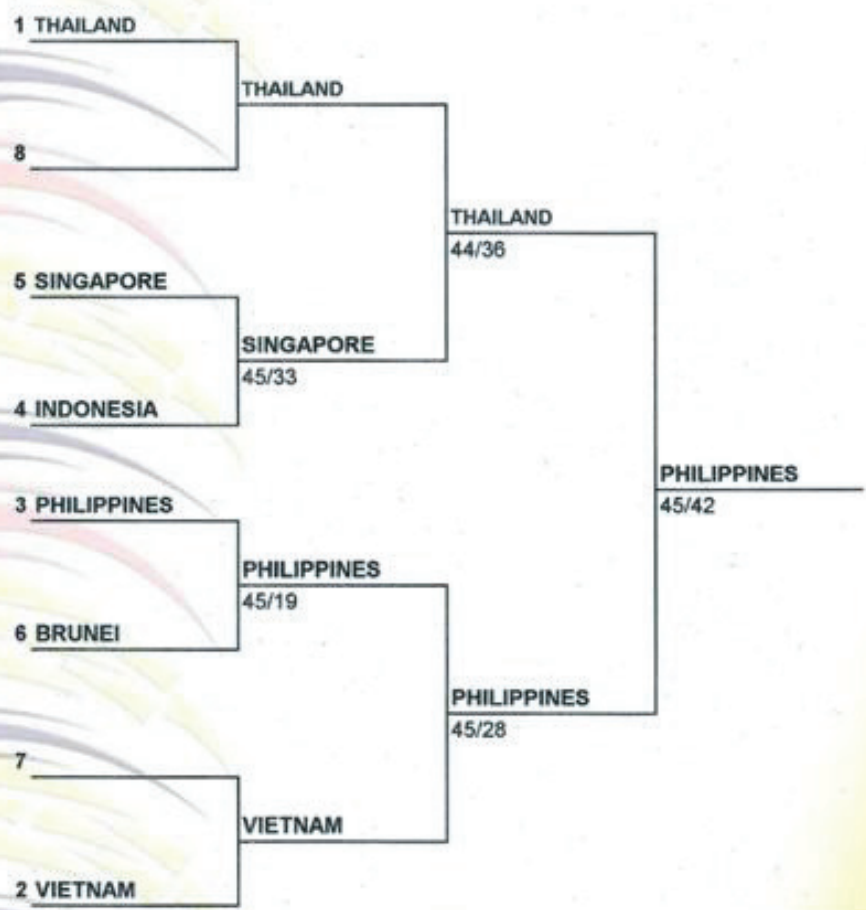 1 THAILAND
THAILAND
8
THAILAND
44/36
5 SINGAPORE
SINGAPORE
45/33
4 INDONESIA
PHILIPPINES
45/42
3 PHILIPPINES
PHILIPPINES
45/19
6 BRUNEI
PHILIPPINES
45/28
7
VIETNAM
2 VIETNAM